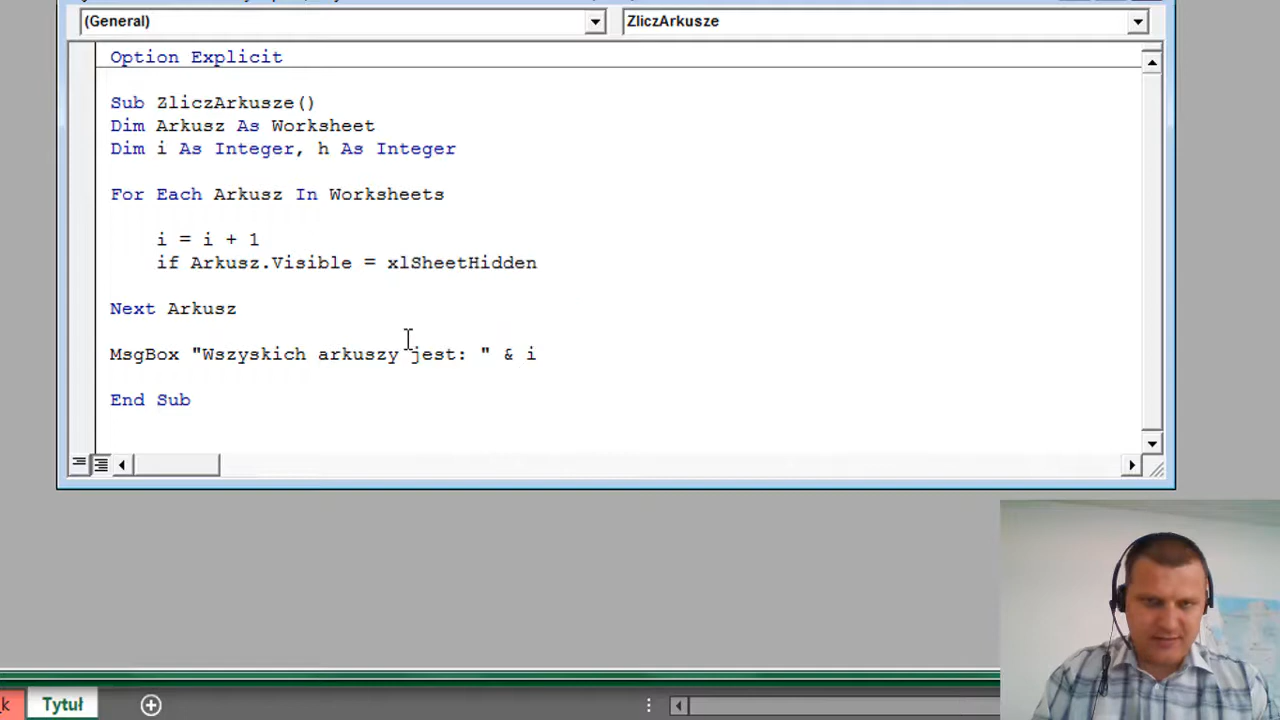 (General)
ZliczArkusze
Option Explicit
Sub ZliczArkusze()
Dim Arkusz As Worksheet
Dim i As Integer, h As Integer
For Each Arkusz In Worksheets
i = i + 1
if Arkusz.Visible = xlSheetHidden
Next Arkusz
MsgBox "Wszyskich arkuszy jest: " & i
End Sub
k
Tytuł